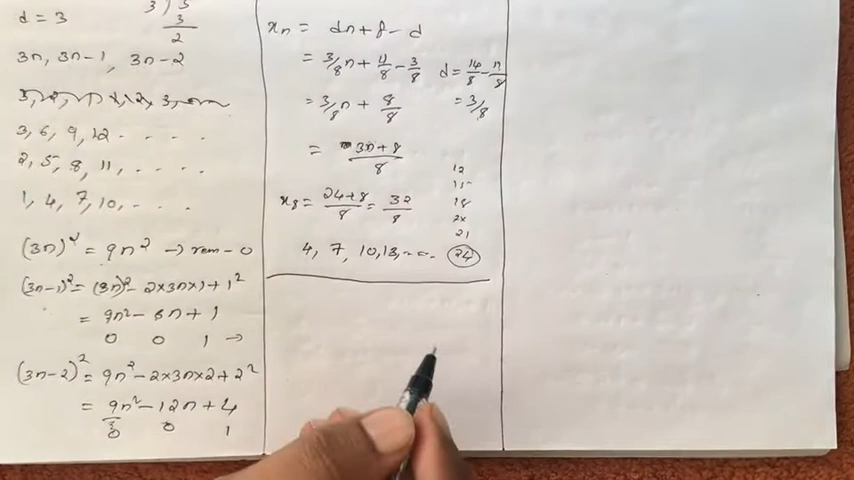 d = 3
3 ) 5
3
2
3n, 3n-1, 3n-2
3, 6, 9, 12 - - - -
2, 5, 8, 11, - - - -
1, 4, 7, 10, - - -
(3n)² = 9n² → rem - 0
(3n-1)² = (3n)² - 2×3n×1 + 1²
= 9n² - 6n + 1
0 0 1 →
(3n-2)² = 9n² - 2×3n×2 + 2²
= 9n² - 12n + 4
0 0 1
xn = dn + f - d
= 3/8 n + 11/8 - 3/8 d = 14/8 - 11/8
= 3/8 n + 8/8 = 3/8
= 3n + 8 / 8
x8 = 24+8/8 = 32/8
12
15
18
21
4, 7, 10, 13, - - - 24